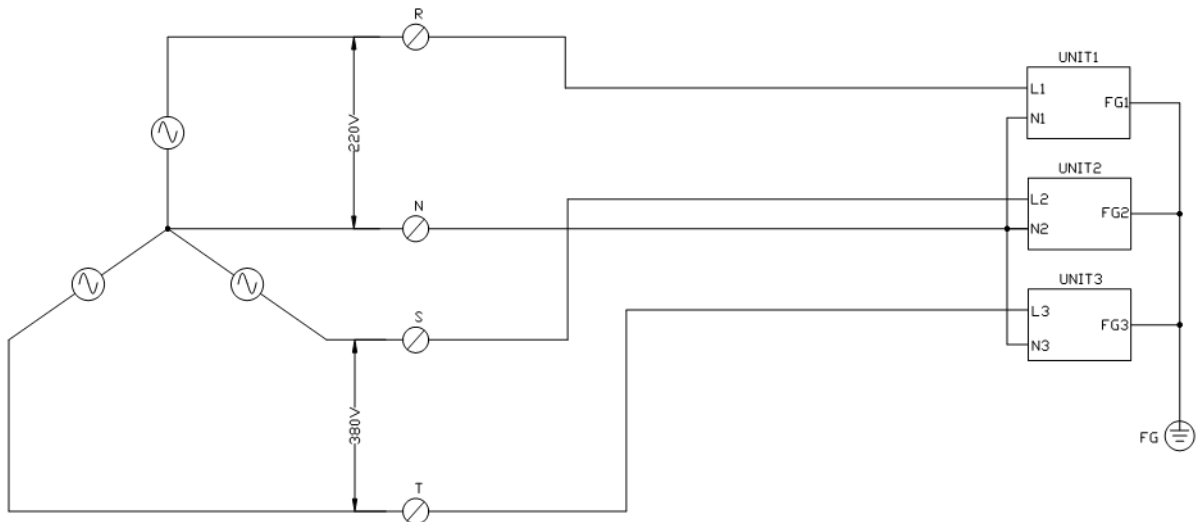 R
UNIT1
L1
FG1
N1
220V
UNIT2
L2
N
FG2
N2
UNIT3
S
L3
FG3
N3
380V
FG
T